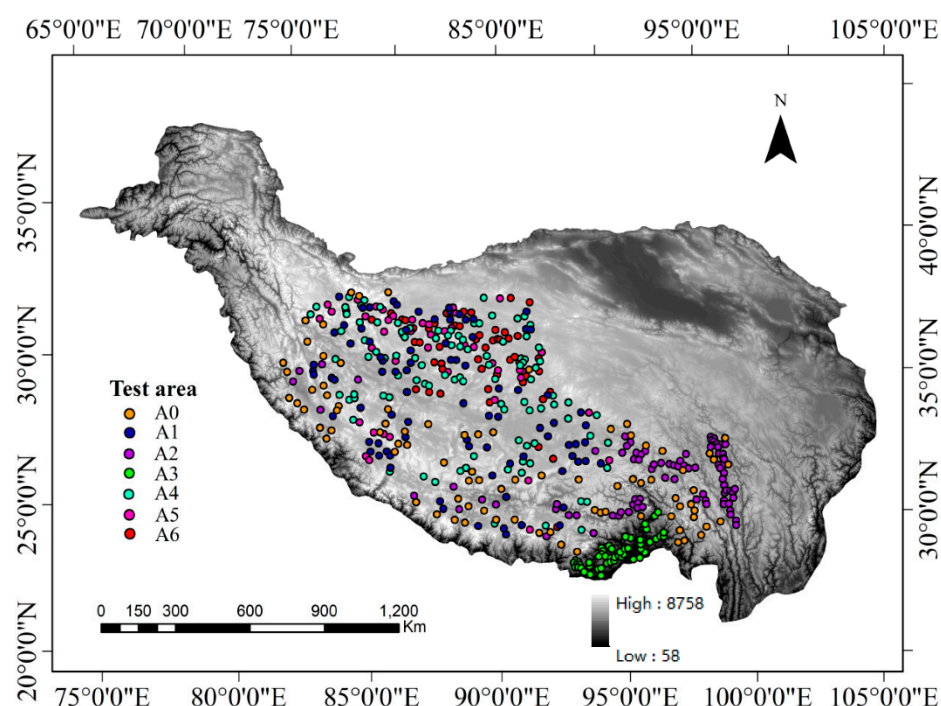 65°0'0"E 70°0'0"E 75°0'0"E 85°0'0"E 95°0'0"E 105°0'0"E
N
35°0'0"N
40°0'0"N
30°0'0"N
35°0'0"N
25°0'0"N
30°0'0"N
20°0'0"N
Test area
A0
A1
A2
A3
A4
A5
A6
0 150 300 600 900 1,200
Km
High : 8758
Low : 58
75°0'0"E 80°0'0"E 85°0'0"E 90°0'0"E 95°0'0"E 100°0'0"E 105°0'0"E